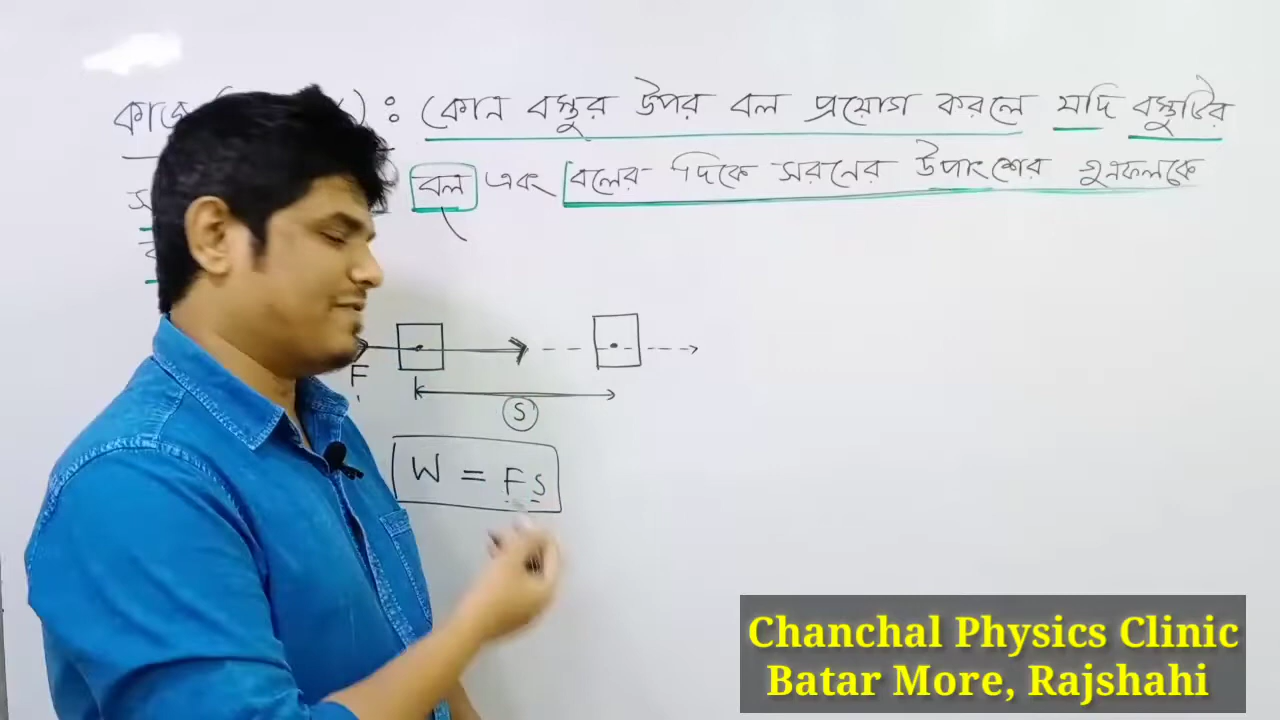 কাজ : কোন বস্তুর উপর বল প্রয়োগ করলে যদি বস্তুটির
বল এবং বলের দিকে সরনের উপাংশের গুনফলকে
F
S
W = FS
Chanchal Physics Clinic
Batar More, Rajshahi